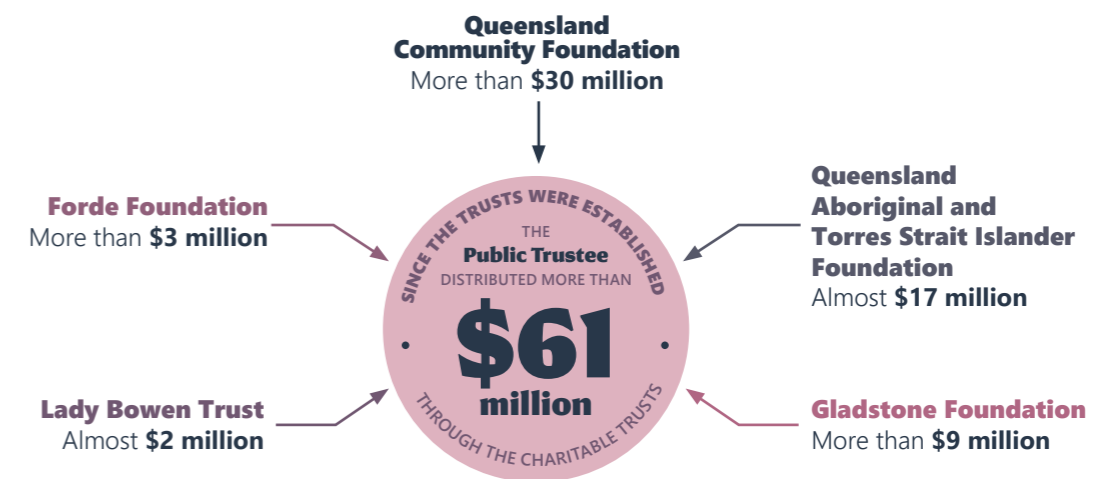 Queensland
Community Foundation
More than $30 million
Forde Foundation
More than $3 million
Queensland
Aboriginal and
Torres Strait Islander
Foundation
Almost $17 million
SINCE THE TRUSTS WERE ESTABLISHED
THE
Public Trustee
DISTRIBUTED MORE THAN
$61
million
THROUGH THE CHARITABLE TRUSTS
Lady Bowen Trust
Almost $2 million
Gladstone Foundation
More than $9 million